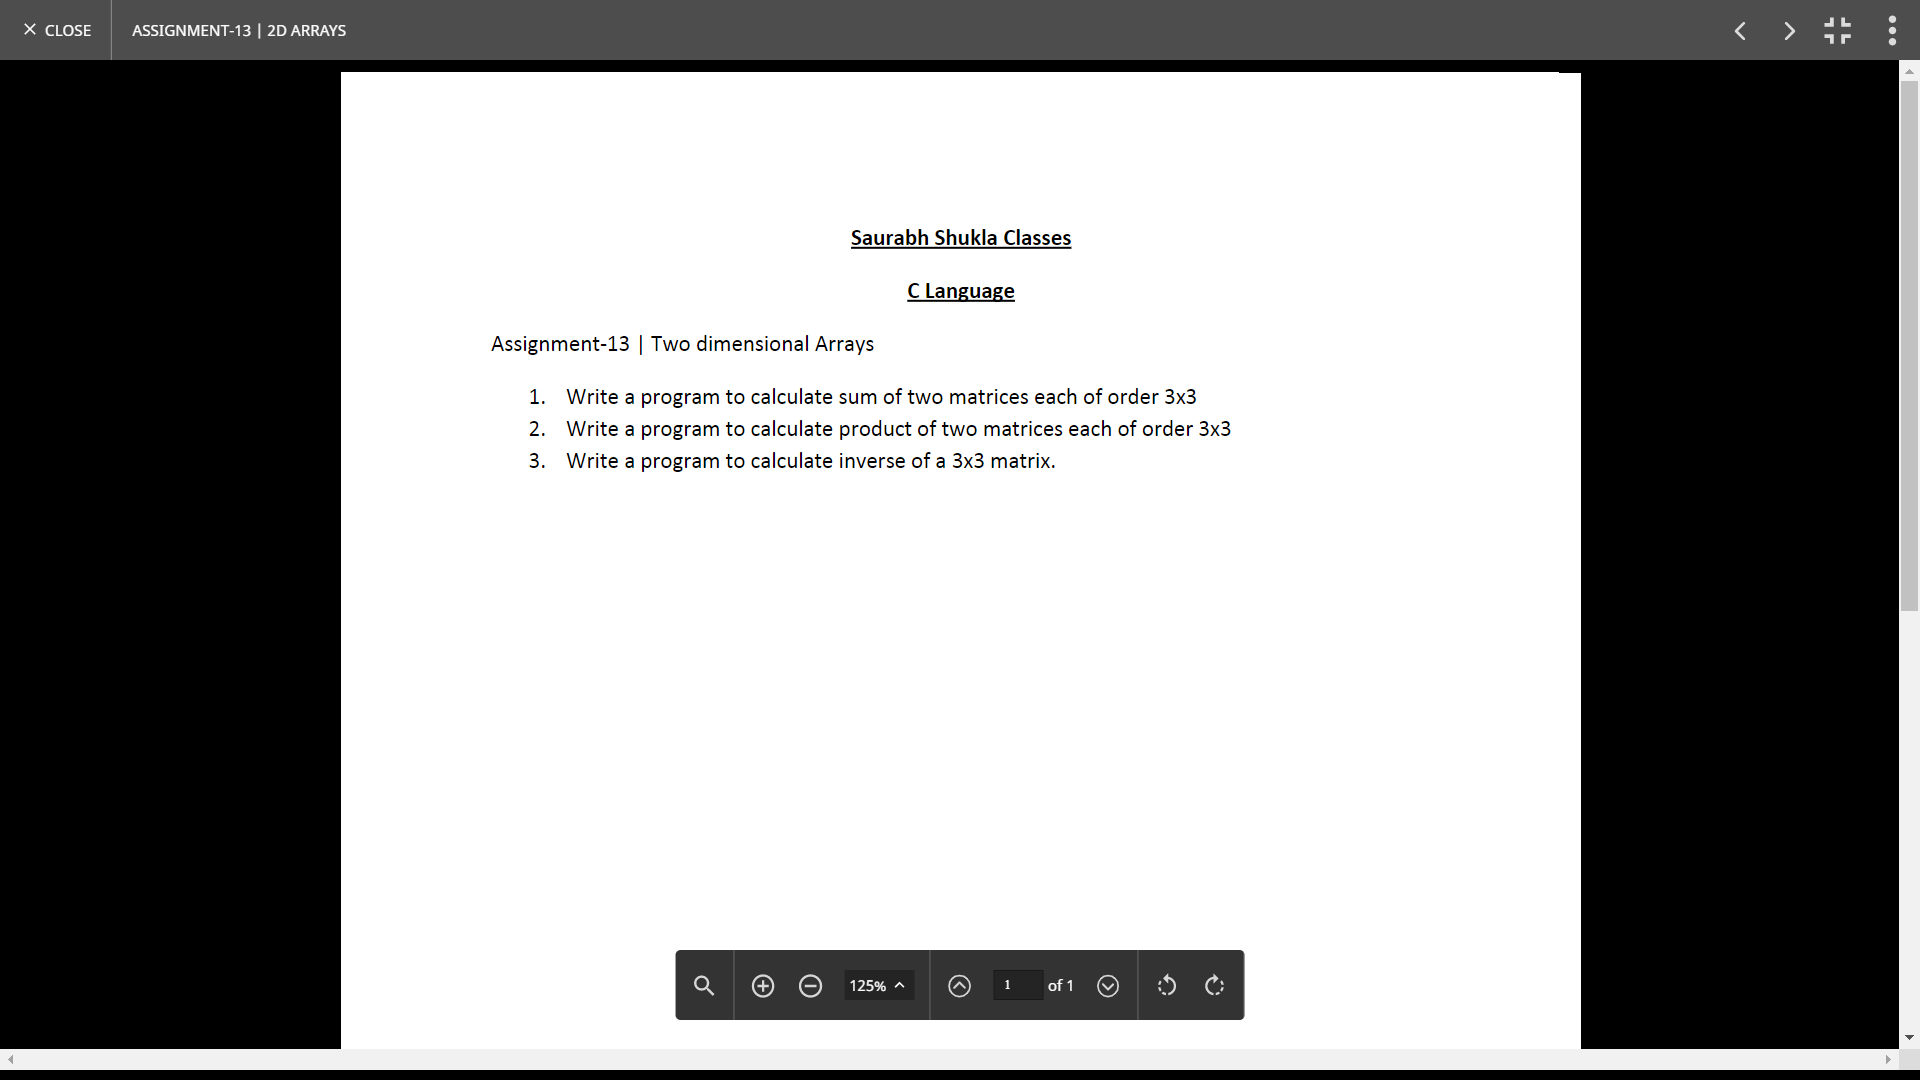 CLOSE
ASSIGNMENT-13 | 2D ARRAYS
Saurabh Shukla Classes
C Language
Assignment-13 | Two dimensional Arrays
1. Write a program to calculate sum of two matrices each of order 3x3
2. Write a program to calculate product of two matrices each of order 3x3
3. Write a program to calculate inverse of a 3x3 matrix.
125% 1 of 1